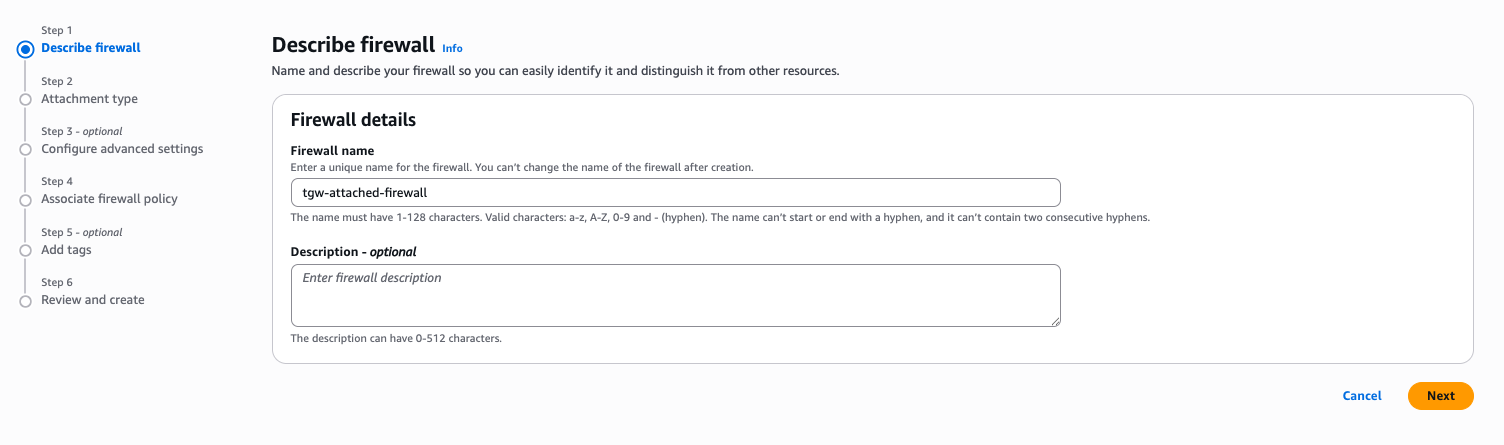 Step 1
Describe firewall
Step 2
Attachment type
Step 3 - optional
Configure advanced settings
Step 4
Associate firewall policy
Step 5 - optional
Add tags
Step 6
Review and create
Describe firewall Info
Name and describe your firewall so you can easily identify it and distinguish it from other resources.
Firewall details
Firewall name
Enter a unique name for the firewall. You can't change the name of the firewall after creation.
tgw-attached-firewall
The name must have 1-128 characters. Valid characters: a-z, A-Z, 0-9 and - (hyphen). The name can't start or end with a hyphen, and it can't contain two consecutive hyphens.
Description - optional
Enter firewall description
The description can have 0-512 characters.
Cancel Next